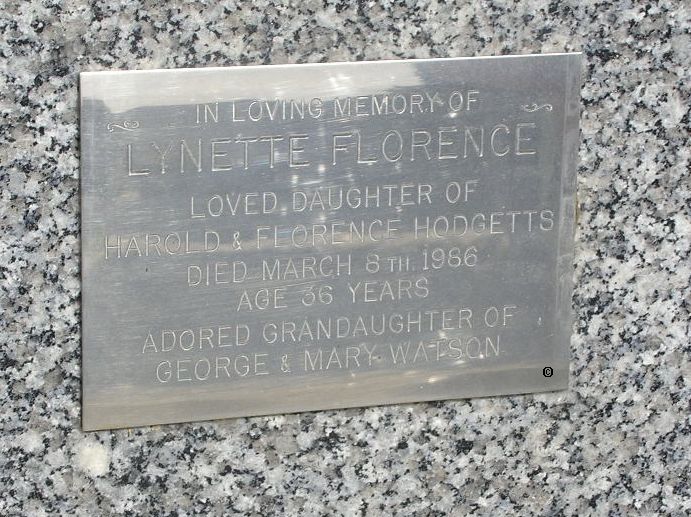 IN LOVING MEMORY OF
LYNETTE FLORENCE
LOVED DAUGHTER OF
HAROLD & FLORENCE HODGETTS
DIED MARCH 8TH. 1986
AGE 36 YEARS
ADORED GRANDAUGHTER OF
GEORGE & MARY WATSON
©